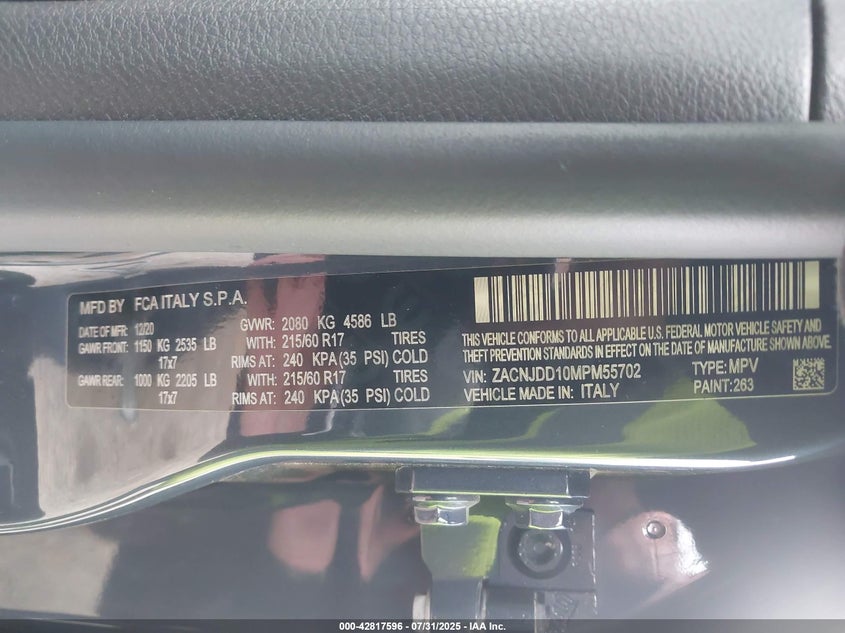 MFD BY FCA ITALY S.P.A.
DATE OF MFR: 12/20 GVWR: 2080 KG 4586 LB
GAWR FRONT: 1150 KG 2535 LB WITH: 215/60 R17 TIRES
17x7 RIMS AT: 240 KPA(35 PSI) COLD
GAWR REAR: 1000 KG 2205 LB WITH: 215/60 R17 TIRES
17x7 RIMS AT: 240 KPA(35 PSI) COLD
THIS VEHICLE CONFORMS TO ALL APPLICABLE U.S. FEDERAL MOTOR VEHICLE SAFETY AND
THEFT PREVENTION STANDARDS IN EFFECT ON THE DATE OF MANUFACTURE SHOWN ABOVE.
VIN: ZACNJDD10MPM55702 TYPE: MPV
VEHICLE MADE IN: ITALY PAINT: 263
000-42817596 - 07/31/2025 - IAA Inc.